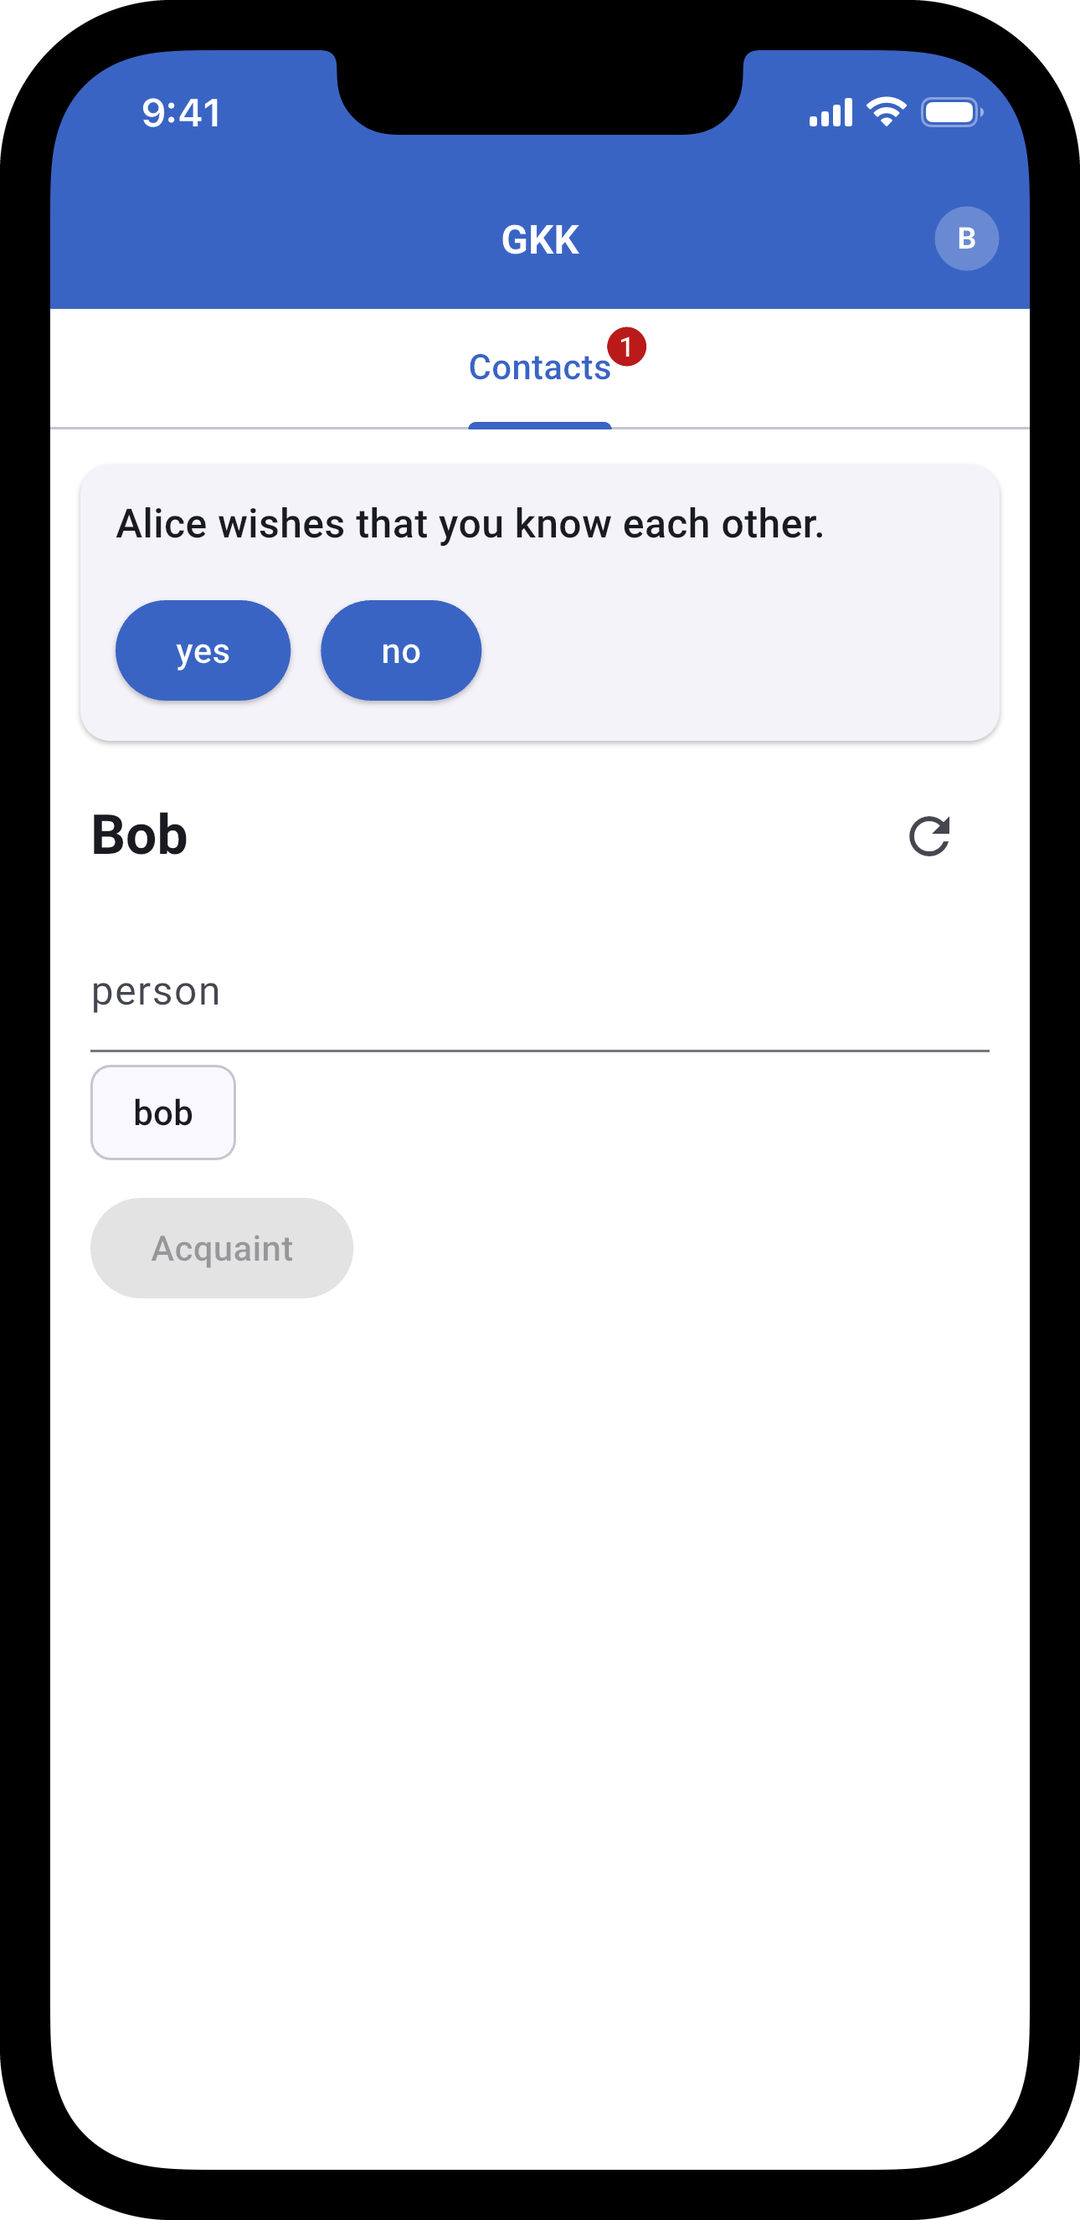 9:41
GKK
B
Contacts
1
Alice wishes that you know each other.
yes
no
Bob
person
bob
Acquaint